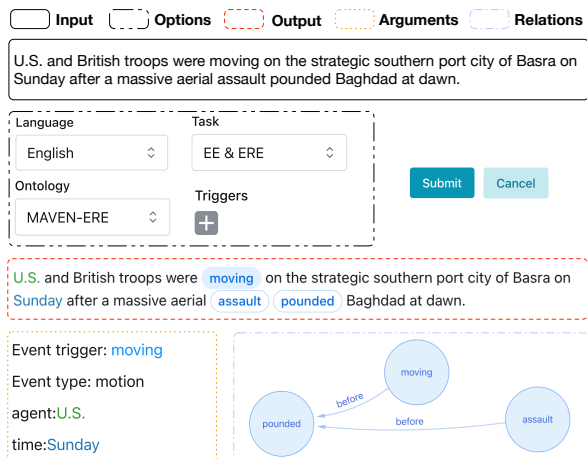 Input Options Output Arguments Relations
U.S. and British troops were moving on the strategic southern port city of Basra on
Sunday after a massive aerial assault pounded Baghdad at dawn.
Language Task
English EE & ERE
Ontology Triggers
MAVEN-ERE
Submit Cancel
U.S. and British troops were moving on the strategic southern port city of Basra on
Sunday after a massive aerial assault pounded Baghdad at dawn.
Event trigger: moving
Event type: motion
agent:U.S.
time:Sunday
moving
before
pounded
before
assault